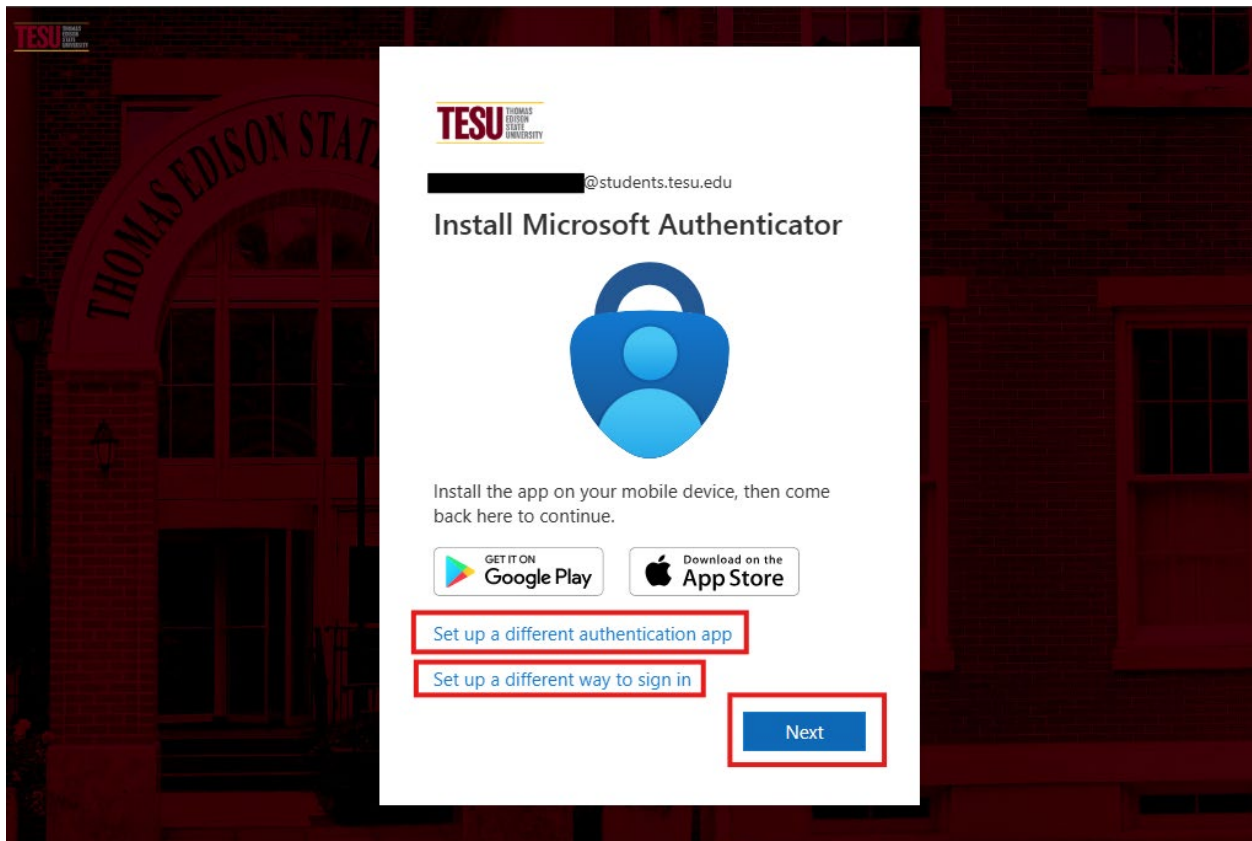 TESU THOMAS
EDISON
STATE
UNIVERSITY
THOMAS EDISON STAT
TESU THOMAS
EDISON
STATE
UNIVERSITY
@students.tesu.edu
Install Microsoft Authenticator
Install the app on your mobile device, then come
back here to continue.
GET IT ON
Google Play
Download on the
App Store
Set up a different authentication app
Set up a different way to sign in
Next